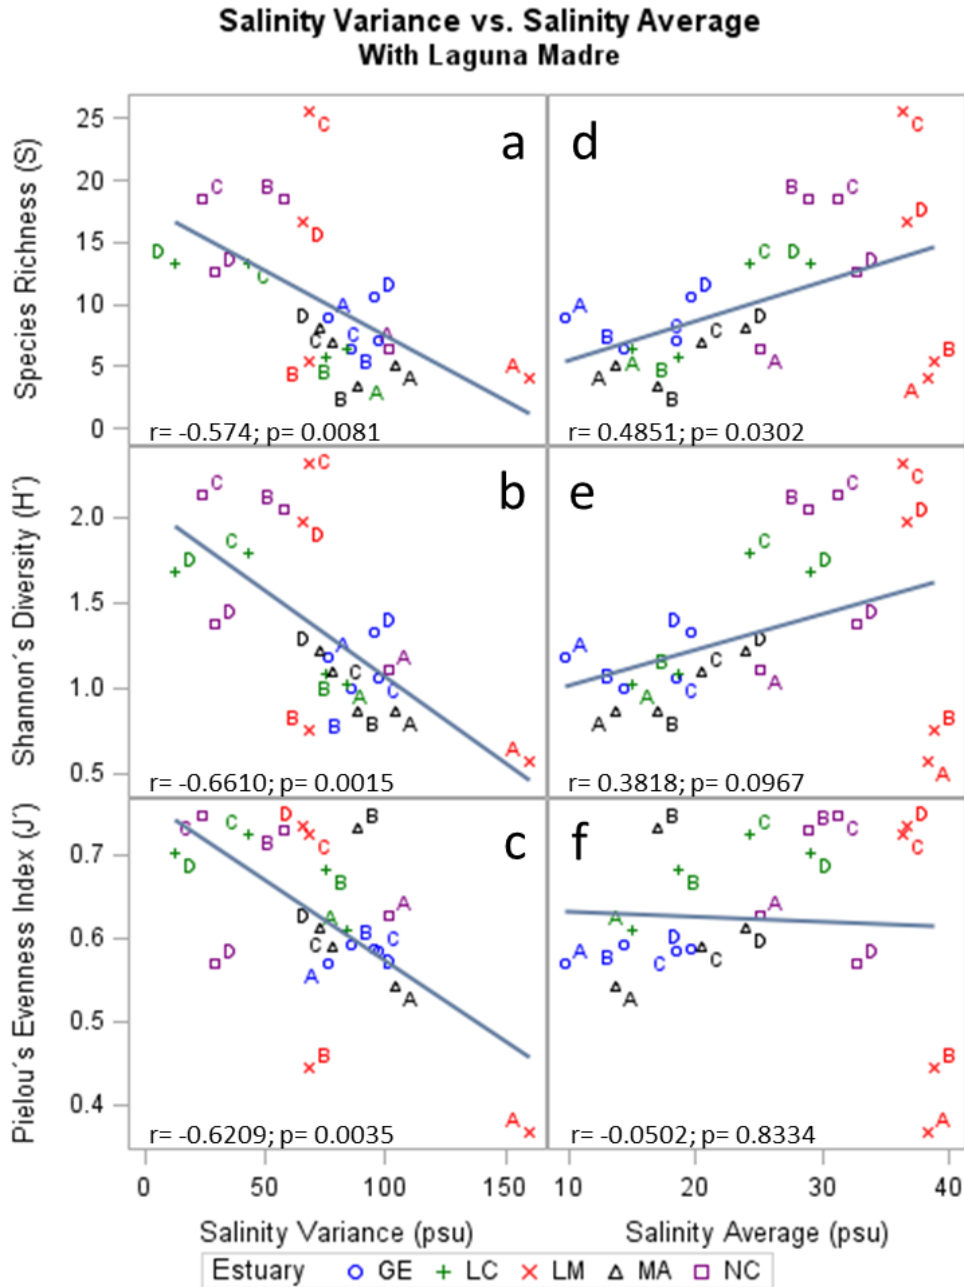 Salinity Variance vs. Salinity Average
With Laguna Madre
Species Richness (S)
25
20
15
10
5
0
a
C
C
B
D
D
D
C
D
A
D
C
C
A
B
B
B
B
A
A
A
r= -0.574; p= 0.0081
d
C
B
C
D
C
D
D
D
A
B
C
C
D
A
B
A
B
A
B
A
r= 0.4851; p= 0.0302
Shannon´s Diversity (H´)
2.0
1.5
1.0
0.5
b
C
C
B
D
C
D
D
D
D
A
A
C
B
A
C
B
B
B
A
A
r= -0.6610; p= 0.0015
e
C
C
B
D
C
D
D
D
D
A
B
B
C
A
C
A
A
B
B
A
r= 0.3818; p= 0.0967
Pielou´s Evenness Index (J´)
0.7
0.6
0.5
0.4
c
C
C
D
B
B
C
D
B
A
D
A
B
C
C
D
A
A
B
A
r= -0.6209; p= 0.0035
f
B
C
B
C
D
C
D
B
A
A
D
D
A
B
C
C
D
A
B
A
r= -0.0502; p= 0.8334
0 50 100 150
10 20 30 40
Salinity Variance (psu)
Salinity Average (psu)
Estuary GE LC LM MA NC